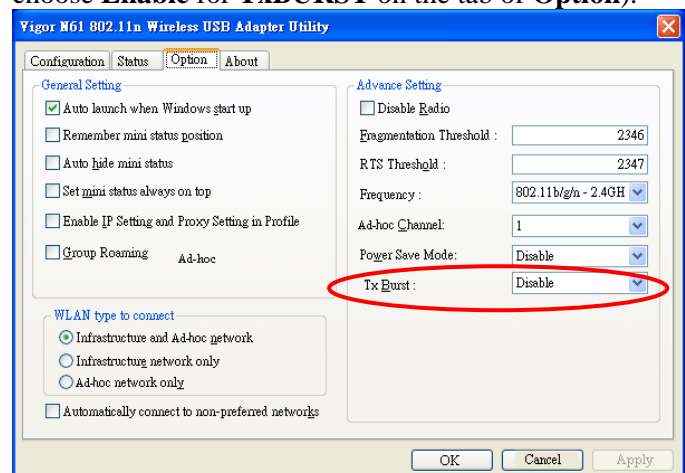 choose Enable for TxBURST on the tab of Option).
Vigor N61 802.11n Wireless USB Adapter Utility
Configuration Status Option About
General Setting
Auto launch when Windows start up
Remember mini status position
Auto hide mini status
Set mini status always on top
Enable IP Setting and Proxy Setting in Profile
Group Roaming Ad-hoc
WLAN type to connect
Infrastructure and Ad-hoc network
Infrastructure network only
Ad-hoc network only
Automatically connect to non-preferred networks
Advance Setting
Disable Radio
Fragmentation Threshold : 2346
RTS Threshold : 2347
Frequency : 802.11b/g/n - 2.4GH
Ad-hoc Channel: 1
Power Save Mode: Disable
Tx Burst : Disable
OK Cancel Apply